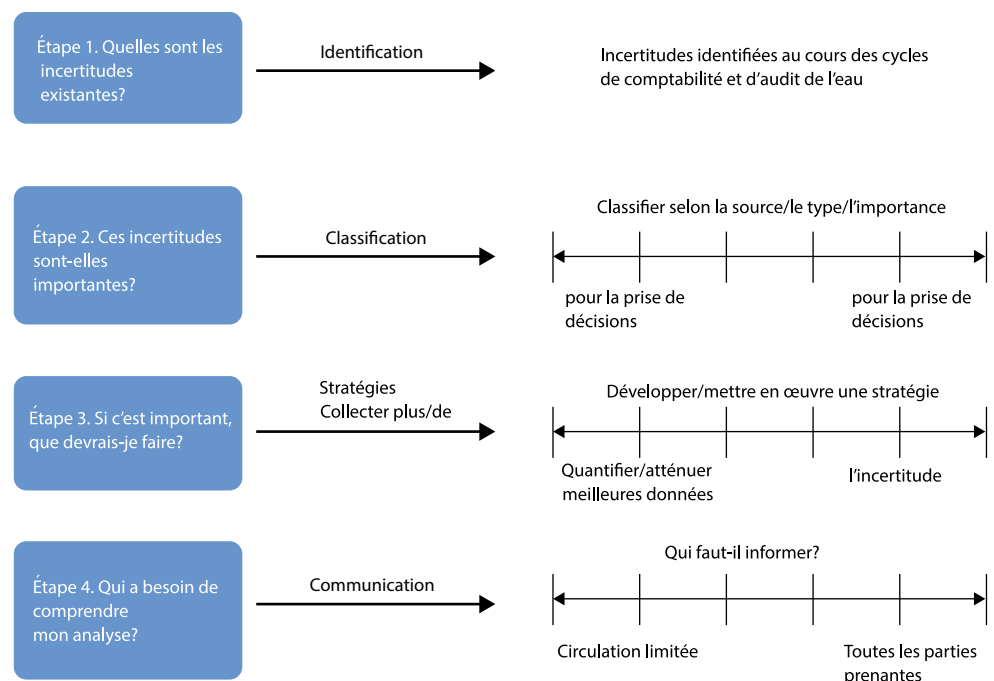 Étape 1. Quelles sont les
incertitudes
existantes?
Identification
Incertitudes identifiées au cours des cycles
de comptabilité et d'audit de l'eau
Étape 2. Ces incertitudes
sont-elles
importantes?
Classification
Classifier selon la source/le type/l'importance
pour la prise de
décisions
pour la prise de
décisions
Étape 3. Si c'est important,
que devrais-je faire?
Stratégies
Collecter plus/de
Développer/mettre en œuvre une stratégie
Quantifier/atténuer
meilleures données
l'incertitude
Étape 4. Qui a besoin de
comprendre
mon analyse?
Communication
Qui faut-il informer?
Circulation limitée
Toutes les parties
prenantes